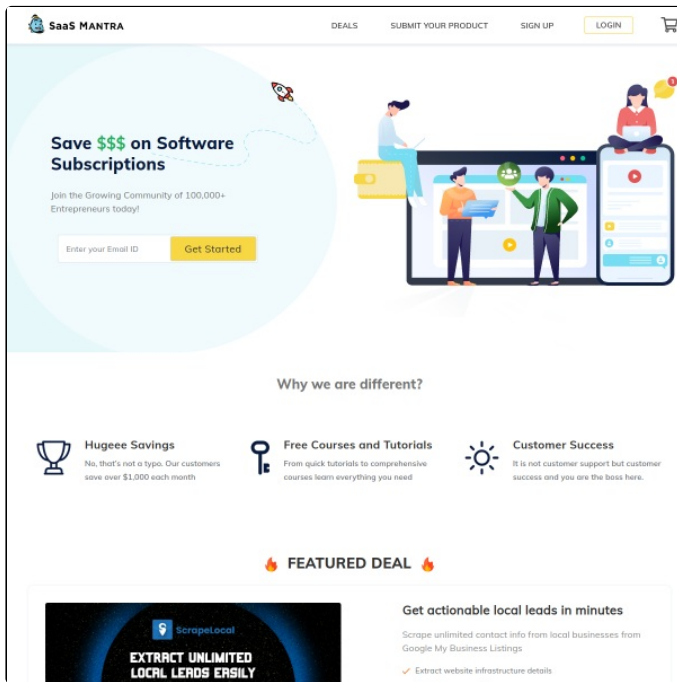 SaaS MANTRA
DEALS
SUBMIT YOUR PRODUCT
SIGN UP
LOGIN
1
Save $$$ on Software
Subscriptions
Join the Growing Community of 100,000+
Entrepreneurs today!
Enter your Email ID
Get Started
Why we are different?
Hugeee Savings
No, that's not a typo. Our customers
save over $1,000 each month
Free Courses and Tutorials
From quick tutorials to comprehensive
courses learn everything you need
Customer Success
It is not customer support but customer
success and you are the boss here.
🔥 FEATURED DEAL 🔥
ScrapeLocal
EXTRACT UNLIMITED
LOCAL LEADS EASILY
Get actionable local leads in minutes
Scrape unlimited contact info from local businesses from
Google My Business Listings
✓ Extract website infrastructure details